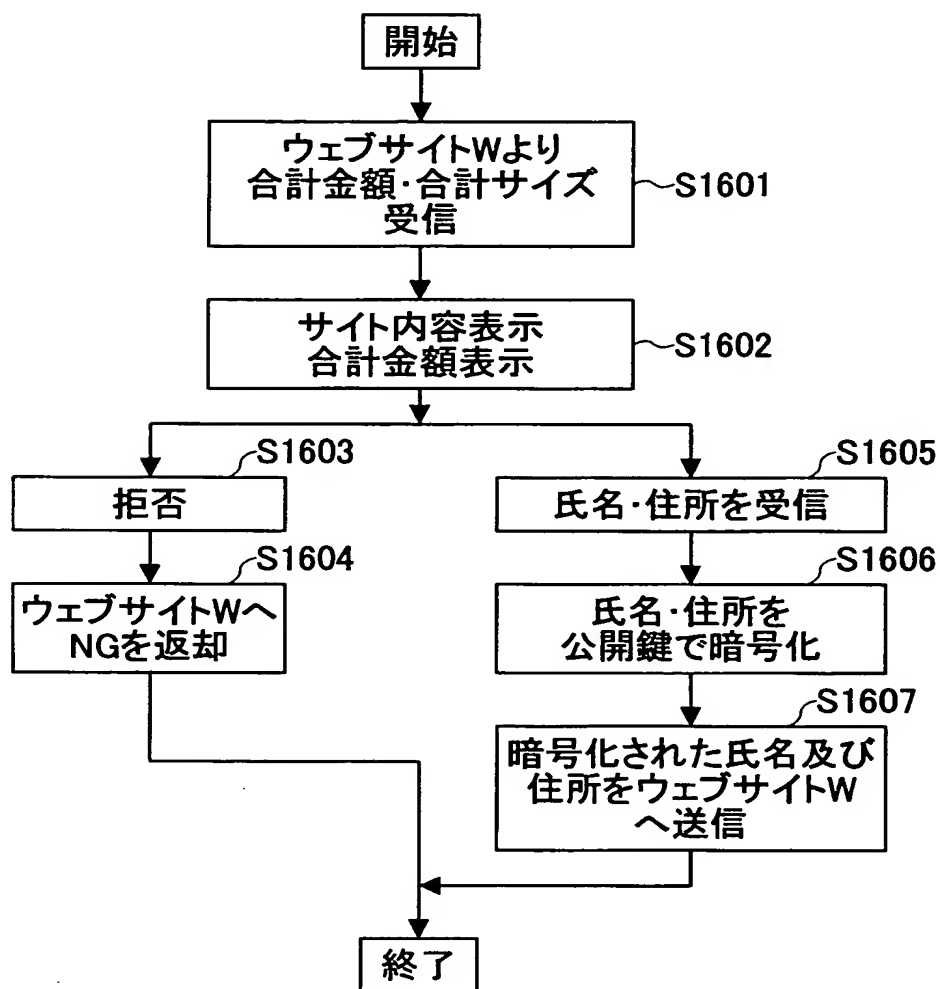 開始
ウェブサイトWより
合計金額・合計サイズ
受信
S1601
サイト内容表示
合計金額表示
S1602
S1603
拒否
S1604
ウェブサイトWへ
NGを返却
S1605
氏名・住所を受信
S1606
氏名・住所を
公開鍵で暗号化
S1607
暗号化された氏名及び
住所をウェブサイトW
へ送信
終了